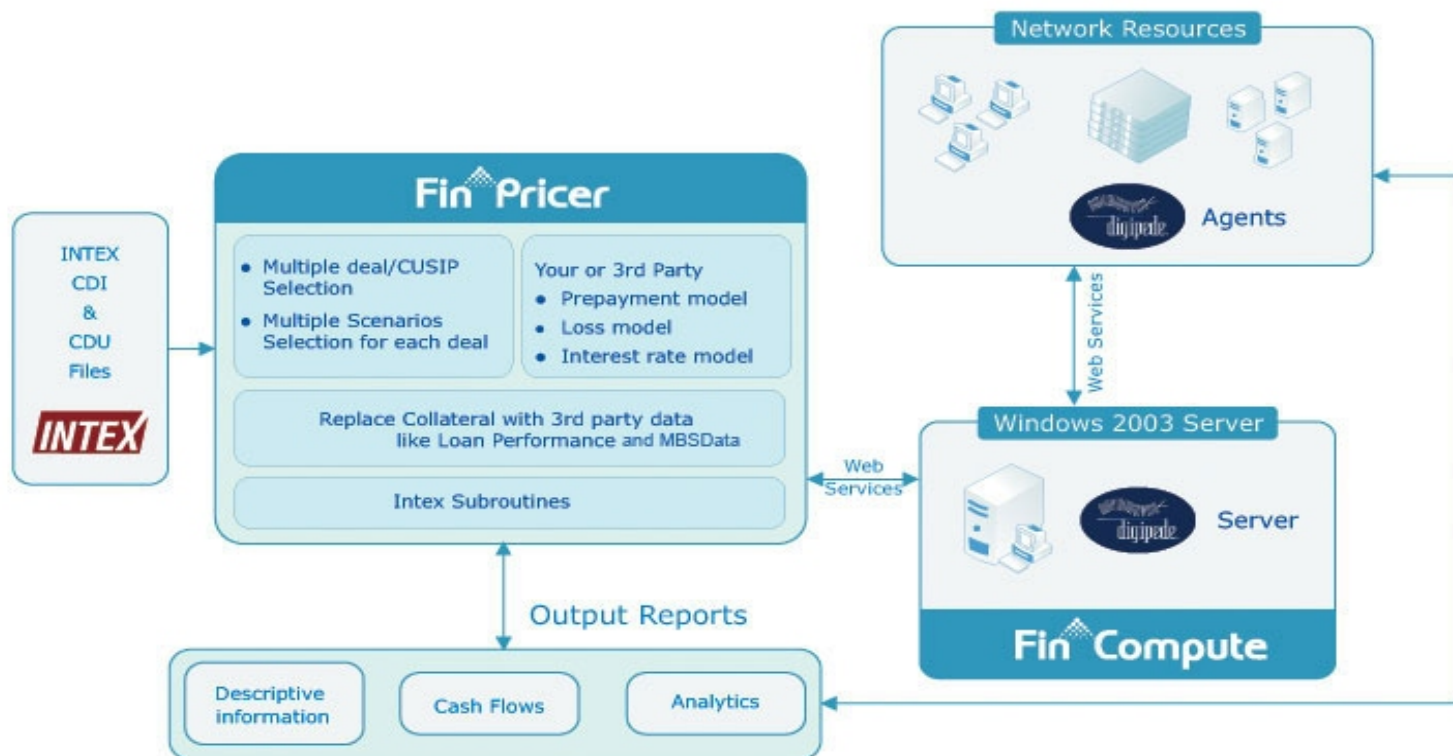 Network Resources
digipede
Agents
Fin Pricer
INTEX
CDI
&
CDU
Files
INTEX
• Multiple deal/CUSIP
Selection
• Multiple Scenarios
Selection for each deal
Your or 3rd Party
• Prepayment model
• Loss model
• Interest rate model
Replace Collateral with 3rd party data
like Loan Performance and MBSData
Intex Subroutines
Web
Services
Web Services
Windows 2003 Server
digipede
Server
Fin Compute
Output Reports
Descriptive
information
Cash Flows
Analytics